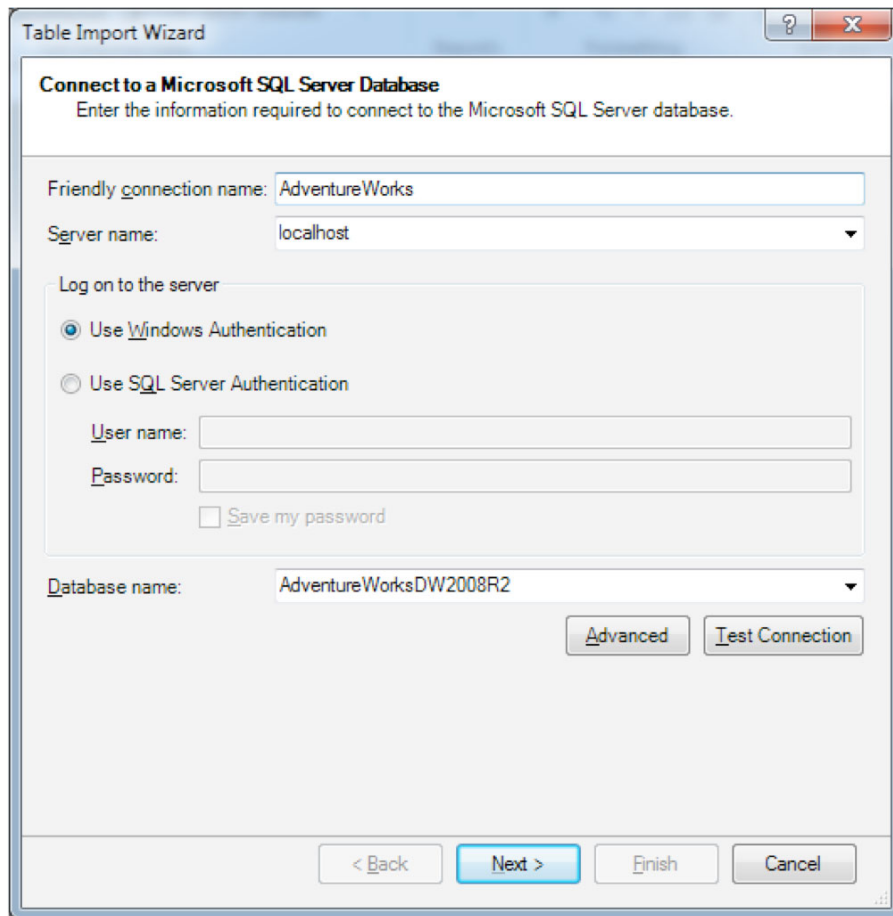 Table Import Wizard
Connect to a Microsoft SQL Server Database
Enter the information required to connect to the Microsoft SQL Server database.
Friendly connection name: AdventureWorks
Server name: localhost
Log on to the server
Use Windows Authentication
Use SQL Server Authentication
User name:
Password:
Save my password
Database name: AdventureWorksDW2008R2
Advanced Test Connection
< Back Next > Finish Cancel